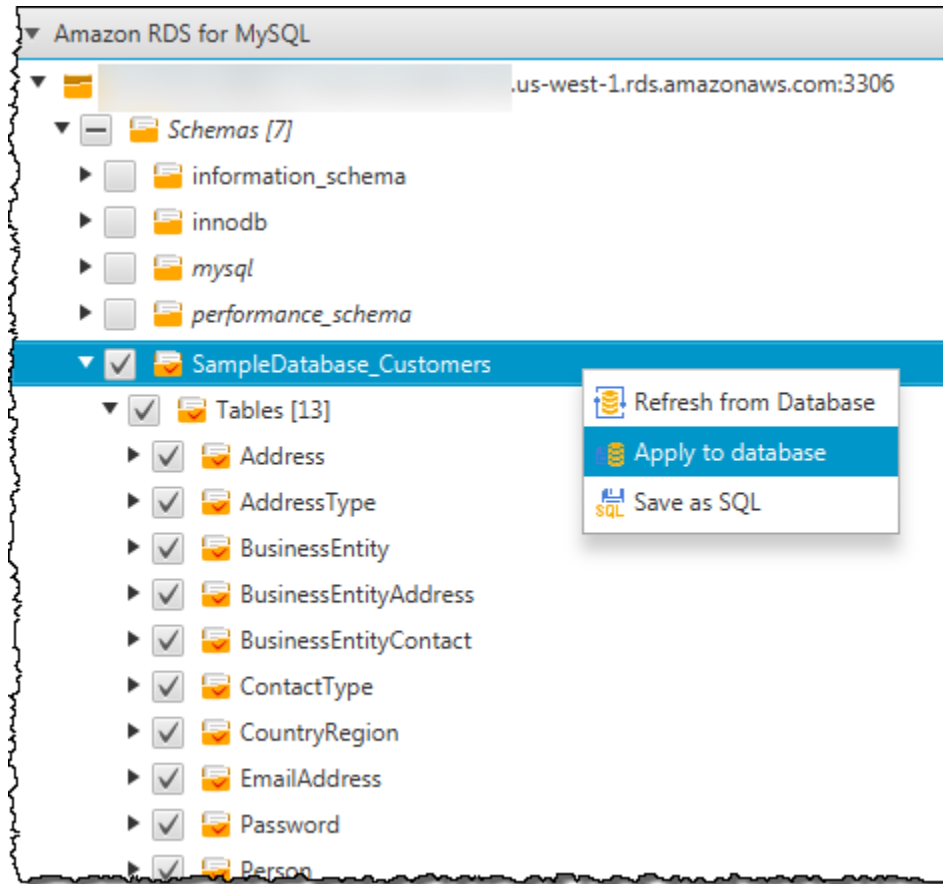 Amazon RDS for MySQL
.us-west-1.rds.amazonaws.com:3306
Schemas [7]
information_schema
innodb
mysql
performance_schema
SampleDatabase_Customers
Tables [13]
Address
AddressType
BusinessEntity
BusinessEntityAddress
BusinessEntityContact
ContactType
CountryRegion
EmailAddress
Password
Person
Refresh from Database
Apply to database
SQL Save as SQL